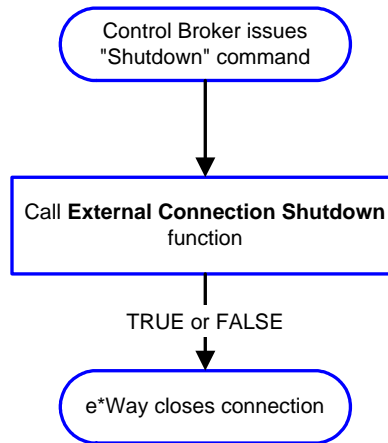 Control Broker issues
"Shutdown" command
Call External Connection Shutdown
function
TRUE or FALSE
e*Way closes connection